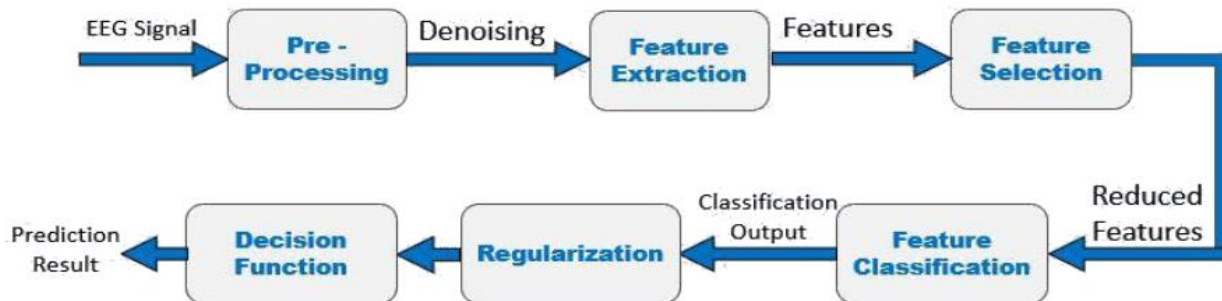 EEG Signal
Pre -
Processing
Denoising
Feature
Extraction
Features
Feature
Selection
Reduced
Features
Feature
Classification
Classification
Output
Regularization
Decision
Function
Prediction
Result